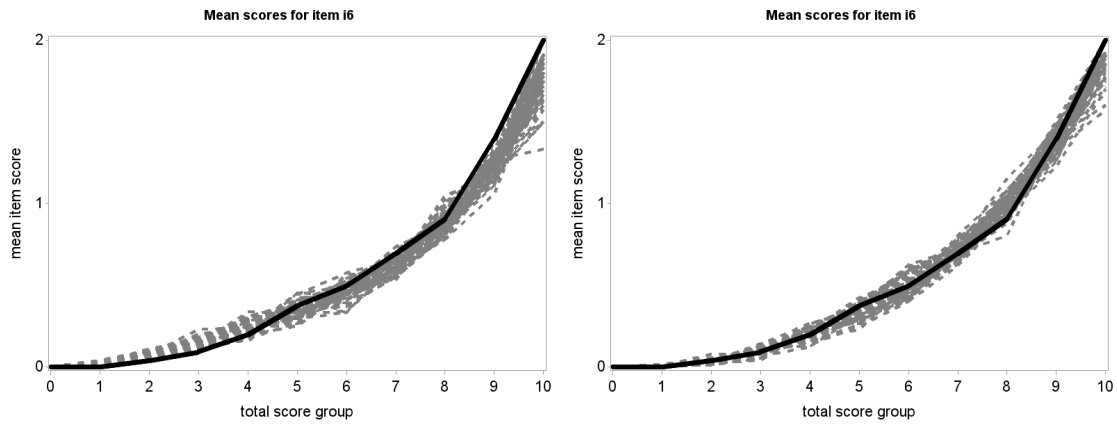 Mean scores for item i6
2
1
0
mean item score
0 1 2 3 4 5 6 7 8 9 10
total score group
Mean scores for item i6
2
1
0
mean item score
0 1 2 3 4 5 6 7 8 9 10
total score group